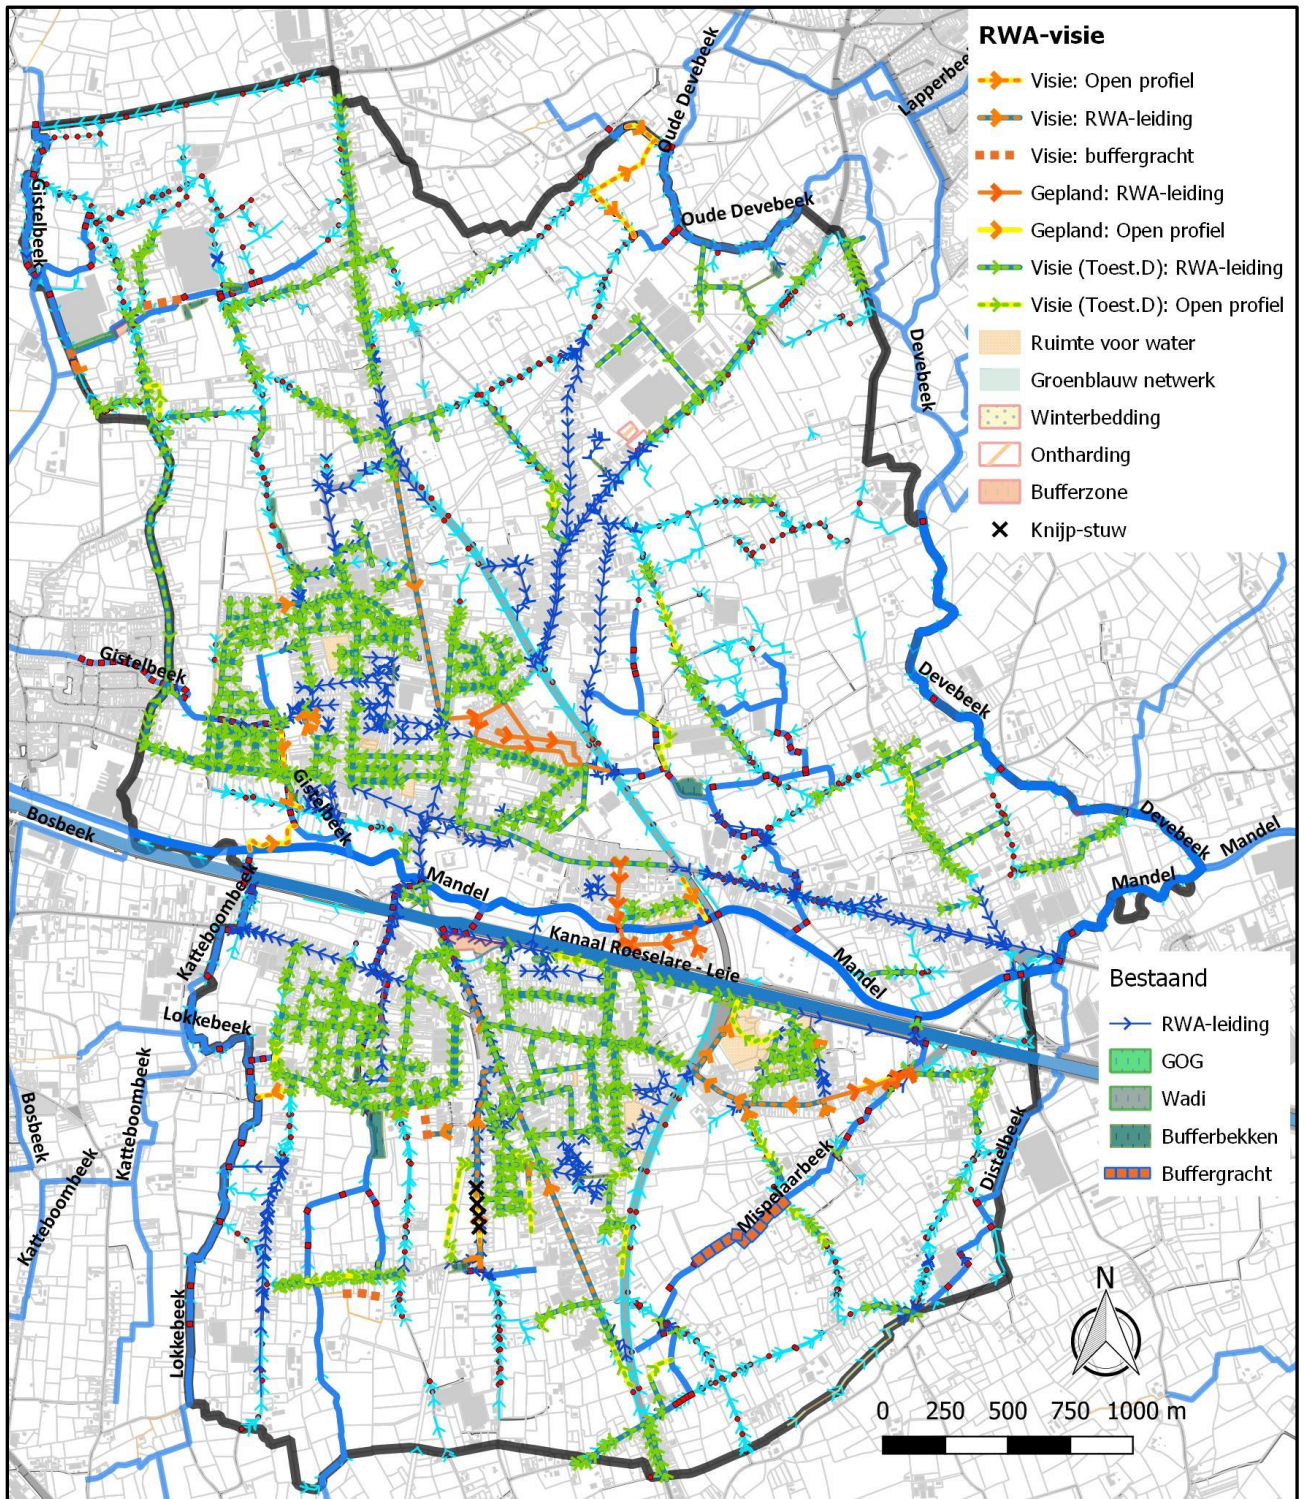 RWA-visie
Visie: Open profiel
Visie: RWA-leiding
Visie: buffergracht
Gepland: RWA-leiding
Gepland: Open profiel
Visie (Toest.D): RWA-leiding
Visie (Toest.D): Open profiel
Ruimte voor water
Groenblauw netwerk
Winterbedding
Ontharding
Bufferzone
Knijp-stuw
Oude Devebeek
Lapperbee
Gistelbeek
Oude Devebeek
Devebeek
Gistelbeek
Devebeek
Gistelbeek
Bosbeek
Devebeek
Mandel
Mandel
Mandel
Katteboombeek
Kanaal Roeselare - Leie
Mandel
Lokkebeek
Bosbeek
Katteboombeek
Katteboombeek
Mispelaarbeek
Distelbeek
Lokkebeek
Bestaand
RWA-leiding
GOG
Wadi
Bufferbekken
Buffergracht
N
0 250 500 750 1000 m